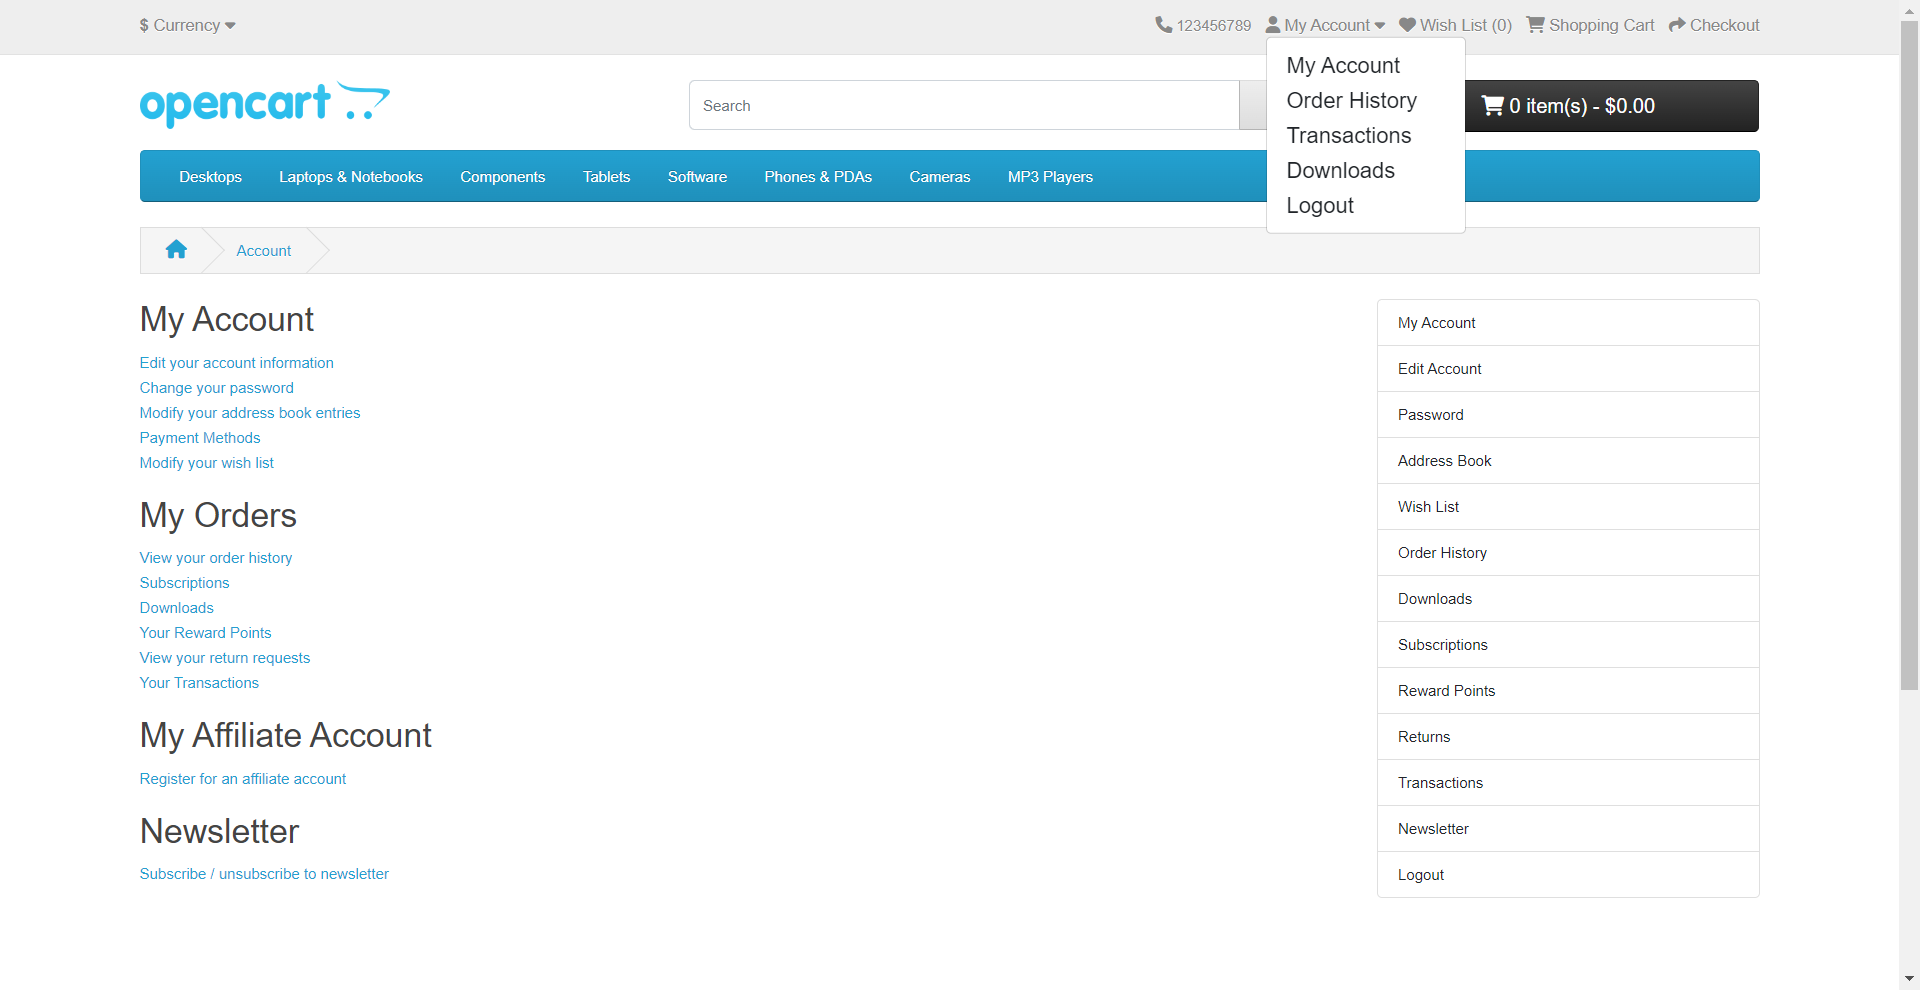 $ Currency
123456789 My Account Wish List (0) Shopping Cart Checkout
My Account
Order History
Transactions
Downloads
Logout
opencart
Search
0 item(s) - $0.00
Desktops Laptops & Notebooks Components Tablets Software Phones & PDAs Cameras MP3 Players
Account
My Account
Edit your account information
Change your password
Modify your address book entries
Payment Methods
Modify your wish list
My Orders
View your order history
Subscriptions
Downloads
Your Reward Points
View your return requests
Your Transactions
My Affiliate Account
Register for an affiliate account
Newsletter
Subscribe / unsubscribe to newsletter
My Account
Edit Account
Password
Address Book
Wish List
Order History
Downloads
Subscriptions
Reward Points
Returns
Transactions
Newsletter
Logout